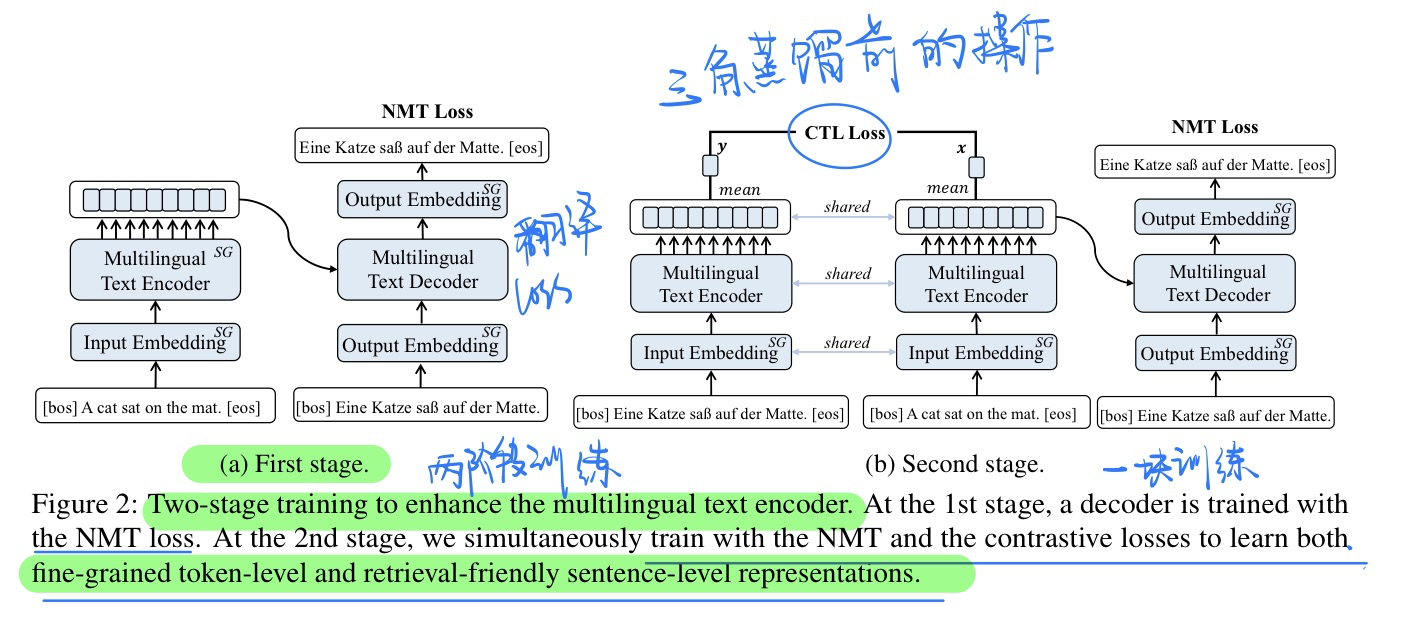 三角蒸馏前的操作
NMT Loss
Eine Katze saß auf der Matte. [eos]
Output Embedding SG
Multilingual
Text Encoder SG
Multilingual
Text Decoder
翻译
loss
Input Embedding SG
Output Embedding SG
[bos] A cat sat on the mat. [eos]
[bos] Eine Katze saß auf der Matte.
(a) First stage.
两阶段训练
CTL Loss
y
x
mean
mean
NMT Loss
Eine Katze saß auf der Matte. [eos]
shared
Output Embedding SG
Multilingual
Text Encoder
shared
Multilingual
Text Encoder
Multilingual
Text Decoder
Input Embedding SG
shared
Input Embedding SG
Output Embedding SG
[bos] Eine Katze saß auf der Matte. [eos]
[bos] A cat sat on the mat. [eos]
[bos] Eine Katze saß auf der Matte.
(b) Second stage.
一块训练
Figure 2: Two-stage training to enhance the multilingual text encoder. At the 1st stage, a decoder is trained with
the NMT loss. At the 2nd stage, we simultaneously train with the NMT and the contrastive losses to learn both
fine-grained token-level and retrieval-friendly sentence-level representations.